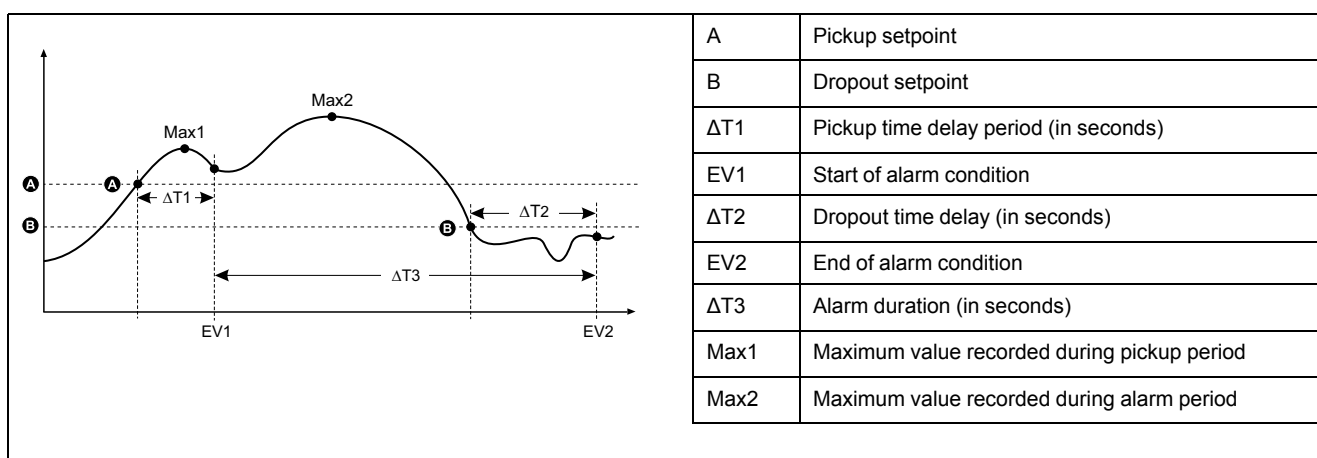 Max1
Max2
A
A
ΔT1
B
B
ΔT2
ΔT3
EV1
EV2
A Pickup setpoint
B Dropout setpoint
ΔT1 Pickup time delay period (in seconds)
EV1 Start of alarm condition
ΔT2 Dropout time delay (in seconds)
EV2 End of alarm condition
ΔT3 Alarm duration (in seconds)
Max1 Maximum value recorded during pickup period
Max2 Maximum value recorded during alarm period